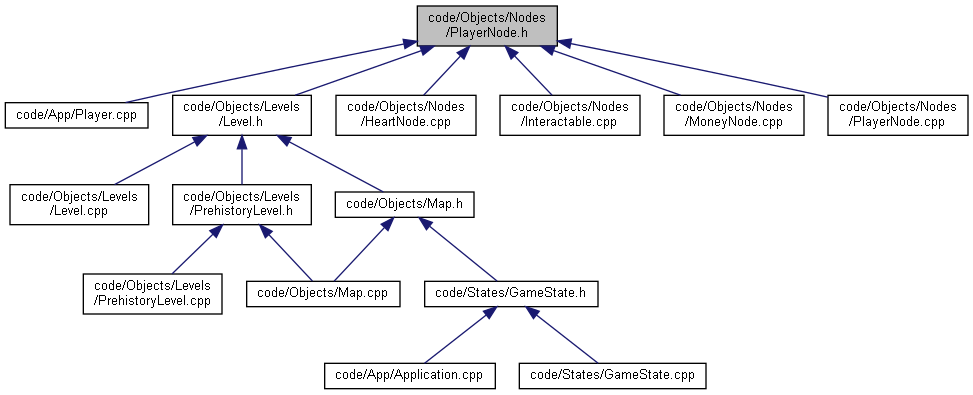 code/Objects/Nodes
/PlayerNode.h
code/App/Player.cpp
code/Objects/Levels
/Level.h
code/Objects/Nodes
/HeartNode.cpp
code/Objects/Nodes
/Interactable.cpp
code/Objects/Nodes
/MoneyNode.cpp
code/Objects/Nodes
/PlayerNode.cpp
code/Objects/Levels
/Level.cpp
code/Objects/Levels
/PrehistoryLevel.h
code/Objects/Map.h
code/Objects/Levels
/PrehistoryLevel.cpp
code/Objects/Map.cpp
code/States/GameState.h
code/App/Application.cpp
code/States/GameState.cpp